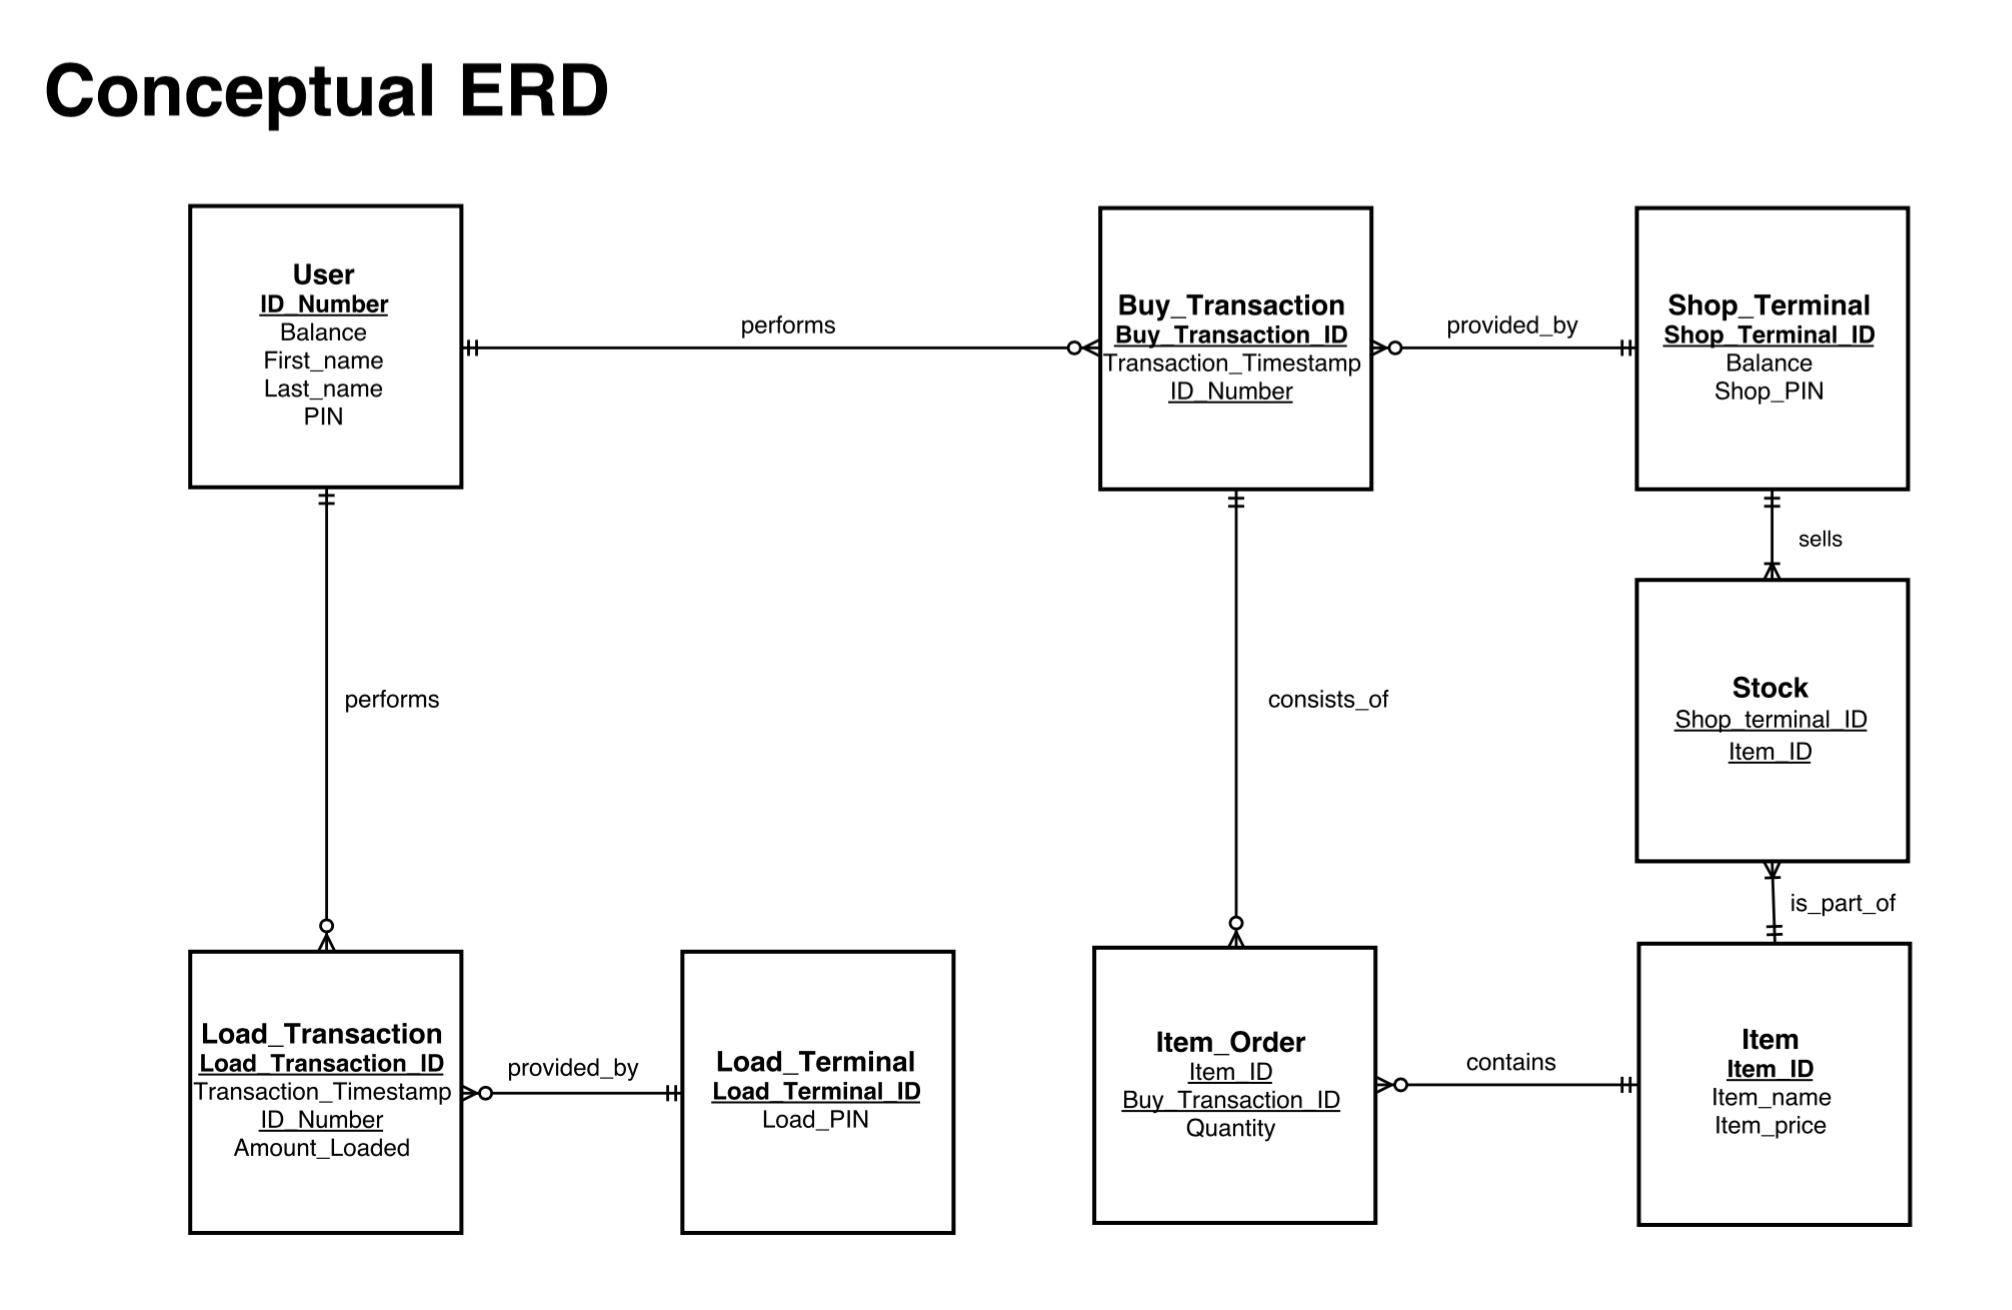 Conceptual ERD
User
ID_Number
Balance
First_name
Last_name
PIN
performs
Buy_Transaction
Buy_Transaction_ID
Transaction_Timestamp
ID_Number
provided_by
Shop_Terminal
Shop_Terminal_ID
Balance
Shop_PIN
sells
Stock
Shop_terminal_ID
Item_ID
performs
consists_of
is_part_of
Load_Transaction
Load_Transaction_ID
Transaction_Timestamp
ID_Number
Amount_Loaded
provided_by
Load_Terminal
Load_Terminal_ID
Load_PIN
Item_Order
Item_ID
Buy_Transaction_ID
Quantity
contains
Item
Item_ID
Item_name
Item_price